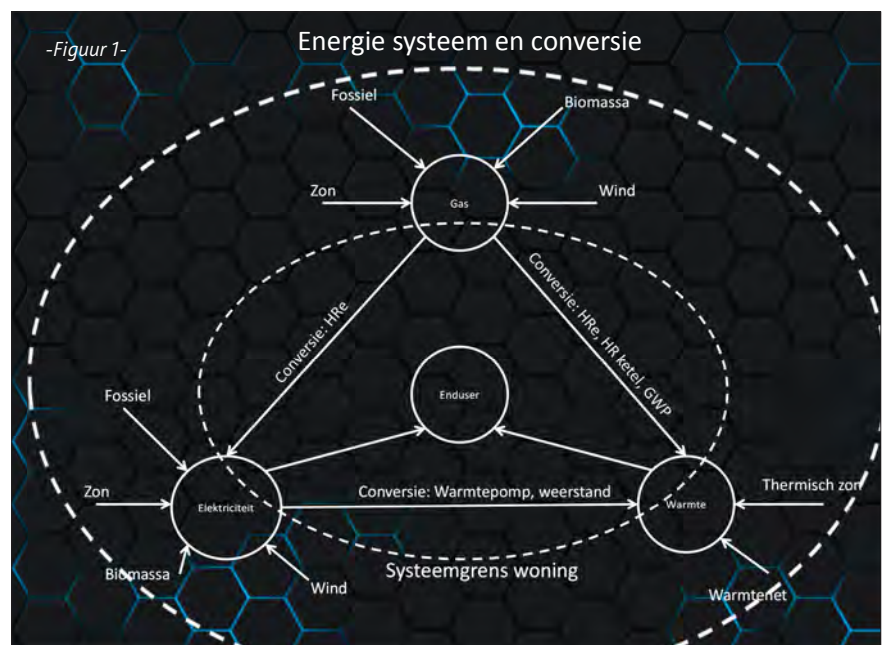 -Figuur 1-
Energie systeem en conversie
Fossiel
Biomassa
Zon
Gas
Wind
Conversie: HRe
Conversie: HRe, HR ketel, GWP
Enduser
Fossiel
Zon
Elektriciteit
Conversie: Warmtepomp, weerstand
Warmte
Thermisch zon
Biomassa
Wind
Systeemgrens woning
Warmtenet